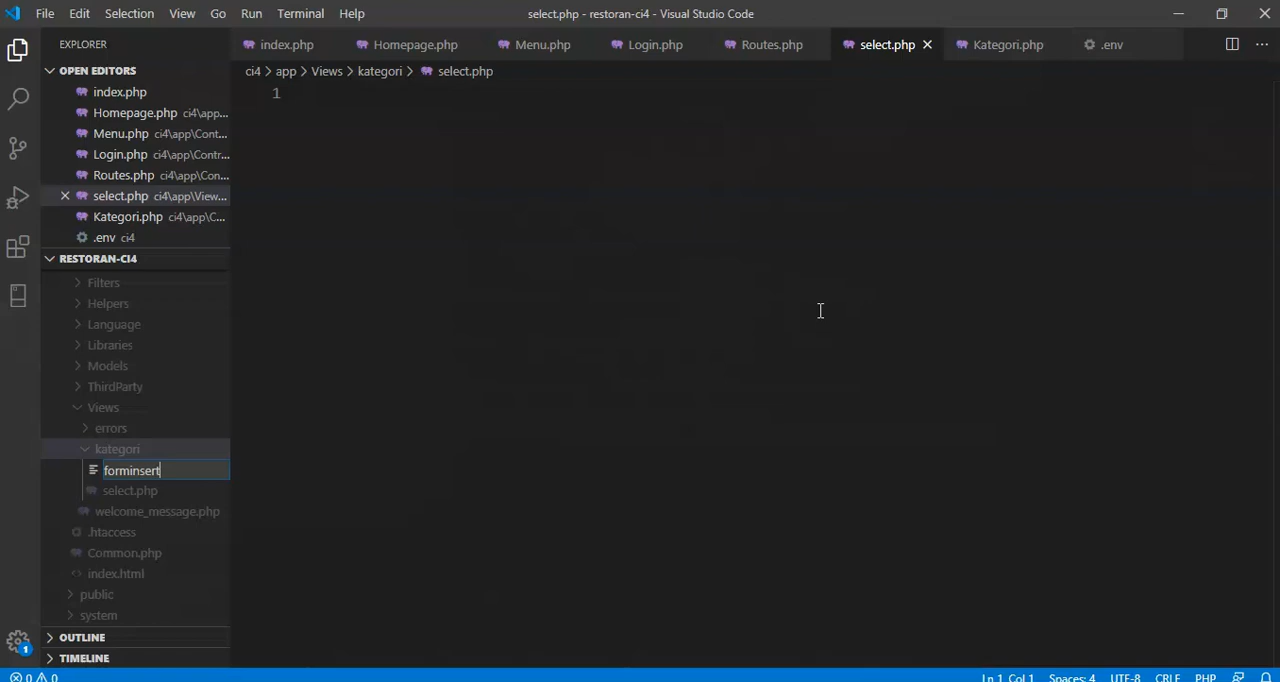 File Edit Selection View Go Run Terminal Help select.php - restoran-ci4 - Visual Studio Code
EXPLORER
index.php Homepage.php Menu.php Login.php Routes.php select.php Kategori.php .env
OPEN EDITORS
ci4 > app > Views > kategori > select.php
index.php
1
Homepage.php ci4\app...
Menu.php ci4\app\Cont...
Login.php ci4\app\Contr...
Routes.php ci4\app\Con...
select.php ci4\app\View...
Kategori.php ci4\app\C...
.env ci4
RESTORAN-CI4
Filters
Helpers
Language
Libraries
Models
ThirdParty
Views
errors
kategori
forminsert
select.php
welcome_message.php
.htaccess
Common.php
index.html
public
system
OUTLINE
1
TIMELINE
0 0 Ln 1, Col 1 Spaces: 4 UTF-8 CRLF PHP